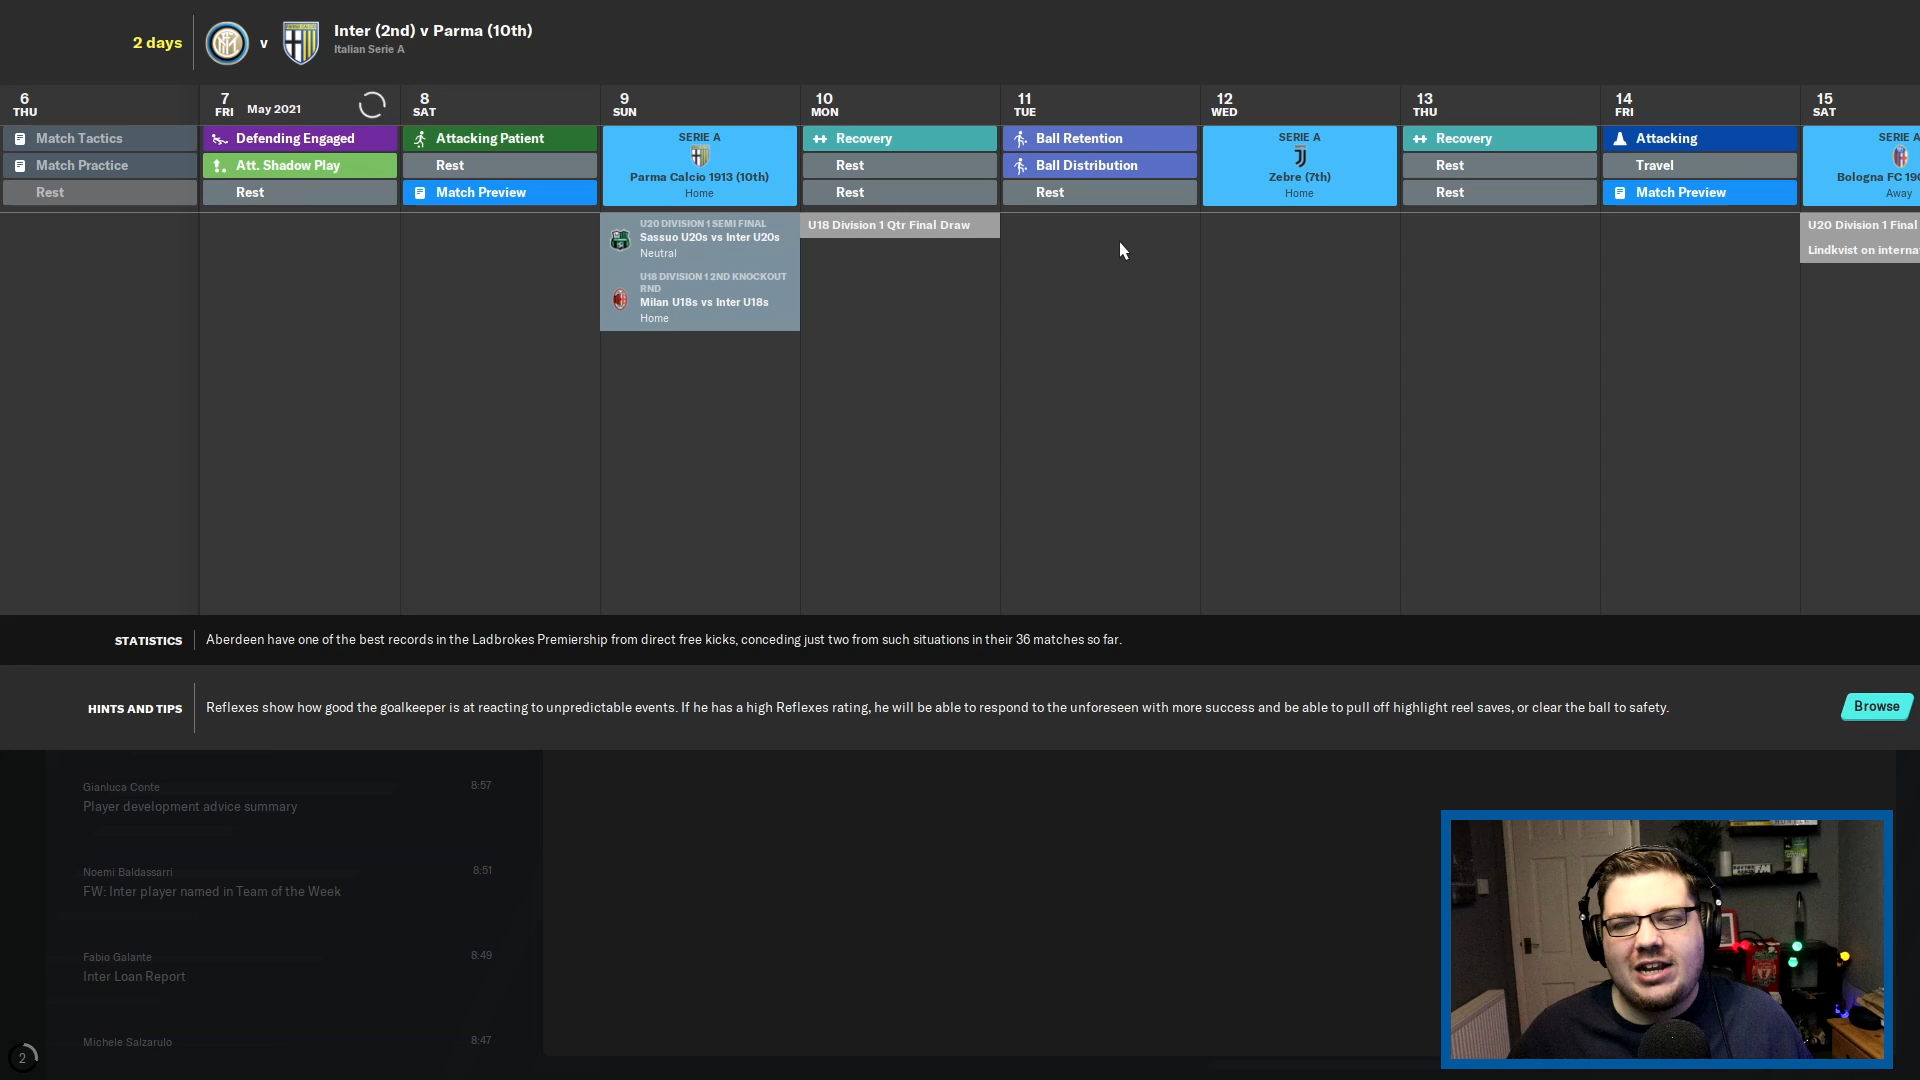 2 days
v
Inter (2nd) v Parma (10th)
Italian Serie A
6
THU
Match Tactics
Match Practice
Rest
7
FRI
May 2021
Defending Engaged
Att. Shadow Play
Rest
8
SAT
Attacking Patient
Rest
Match Preview
9
SUN
SERIE A
Parma Calcio 1913 (10th)
Home
U20 DIVISION 1 SEMI FINAL
Sassuo U20s vs Inter U20s
Neutral
U18 DIVISION 1 2ND KNOCKOUT
RND
Milan U18s vs Inter U18s
Home
10
MON
Recovery
Rest
Rest
U18 Division 1 Qtr Final Draw
11
TUE
Ball Retention
Ball Distribution
Rest
12
WED
SERIE A
Zebre (7th)
Home
13
THU
Recovery
Rest
Rest
14
FRI
Attacking
Travel
Match Preview
15
SAT
SERIE A
Bologna FC 190
Away
U20 Division 1 Final
Lindkvist on interna
STATISTICS
Aberdeen have one of the best records in the Ladbrokes Premiership from direct free kicks, conceding just two from such situations in their 36 matches so far.
HINTS AND TIPS
Reflexes show how good the goalkeeper is at reacting to unpredictable events. If he has a high Reflexes rating, he will be able to respond to the unforeseen with more success and be able to pull off highlight reel saves, or clear the ball to safety.
Browse
Gianluca Conte
8:57
Player development advice summary
Noemi Baldassarri
8:51
FW: Inter player named in Team of the Week
Fabio Galante
8:49
Inter Loan Report
Michele Salzarulo
8:47
2